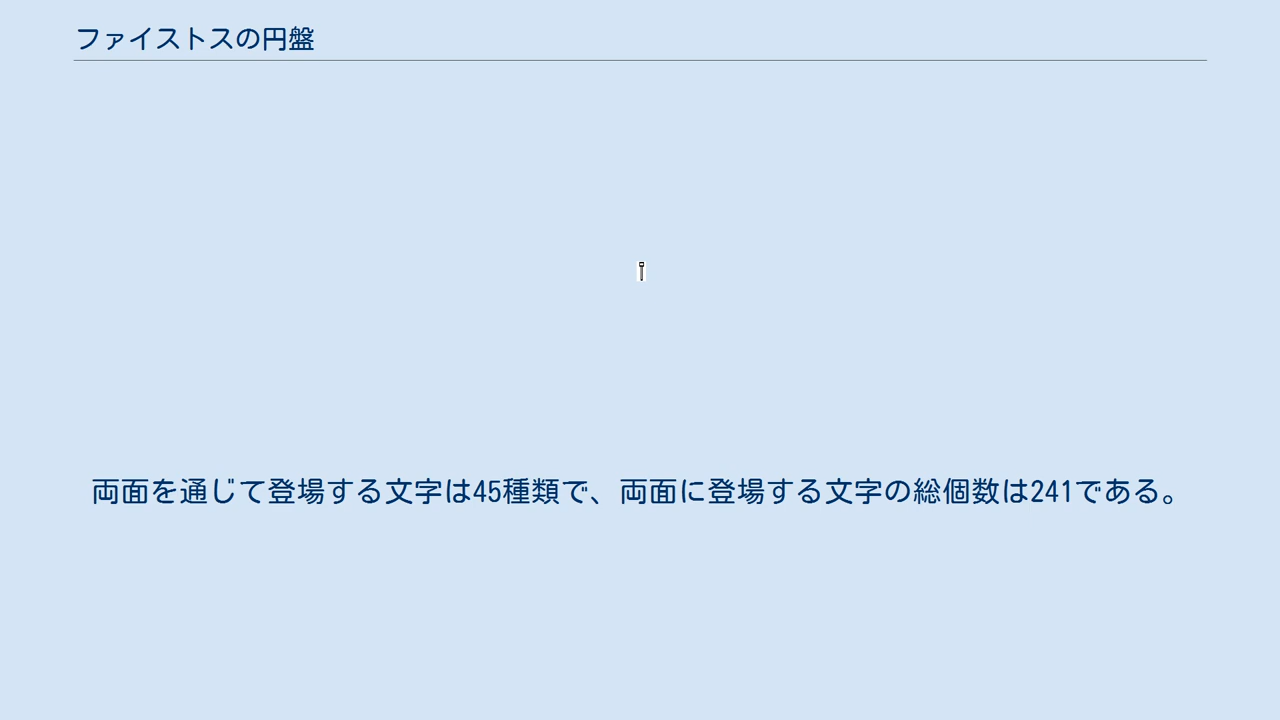 ファイストスの円盤
両面を通じて登場する文字は45種類で、両面に登場する文字の総個数は241である。